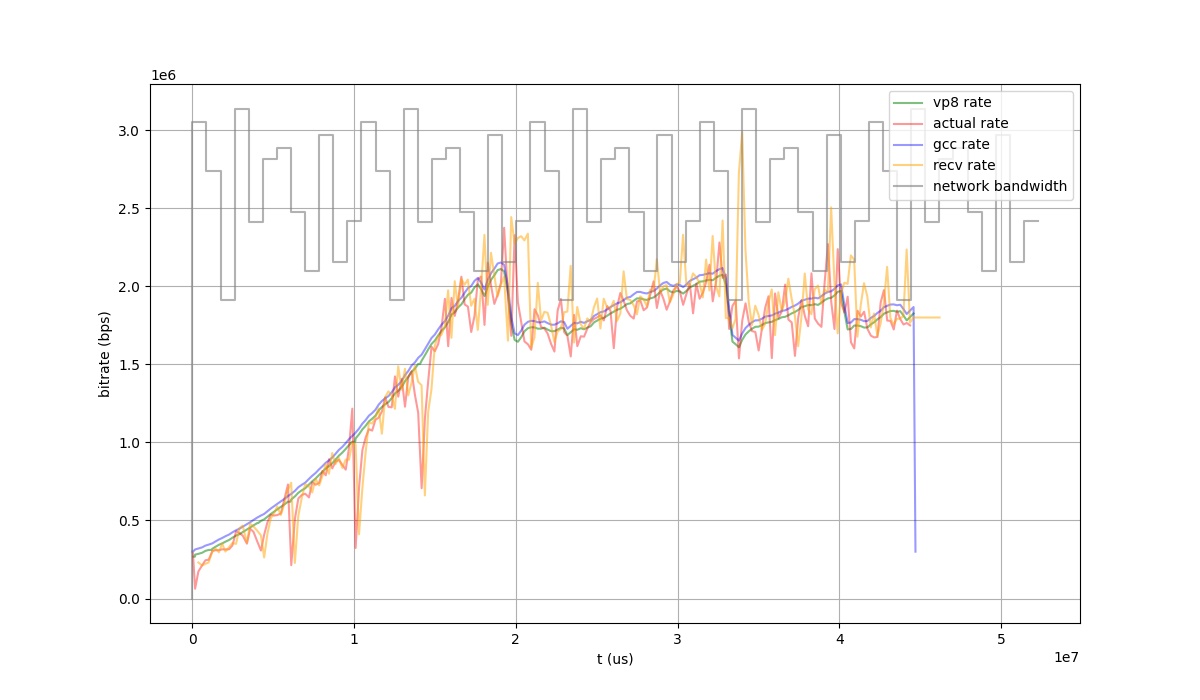 1e6
3.0
2.5
2.0
1.5
1.0
0.5
0.0
bitrate (bps)
vp8 rate
actual rate
gcc rate
recv rate
network bandwidth
0 1 2 3 4 5
t (us)
1e7